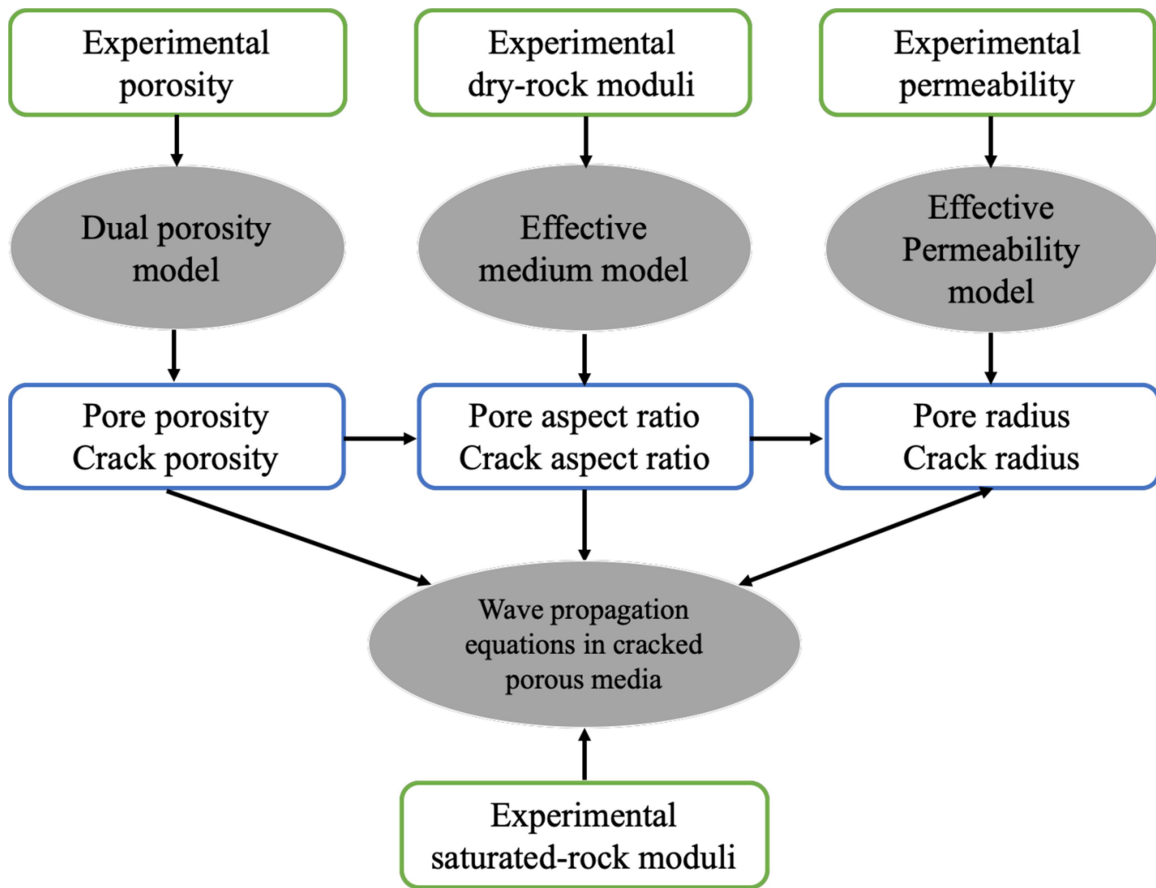 Experimental
porosity
Experimental
dry-rock moduli
Experimental
permeability
Dual porosity
model
Effective
medium model
Effective
Permeability
model
Pore porosity
Crack porosity
Pore aspect ratio
Crack aspect ratio
Pore radius
Crack radius
Wave propagation
equations in cracked
porous media
Experimental
saturated-rock moduli